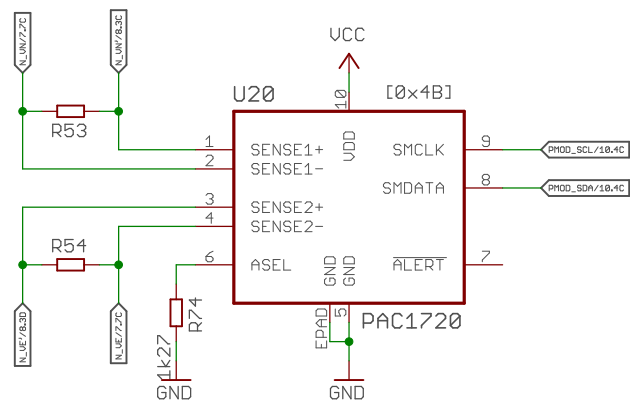 N_VN/7.7C
N_VN'/8.3C
VCC
U20
10
[0x4B]
R53
1
SENSE1+
VDD
SMCLK
9
PMOD_SCL/10.4C
2
SENSE1-
3
SENSE2+
SMDATA
8
PMOD_SDA/10.4C
4
SENSE2-
R54
6
ASEL
GND
GND
ALERT
7
N_VE'/8.3D
N_VE/7.7C
R74
1k27
EPAD
5
PAC1720
GND
GND